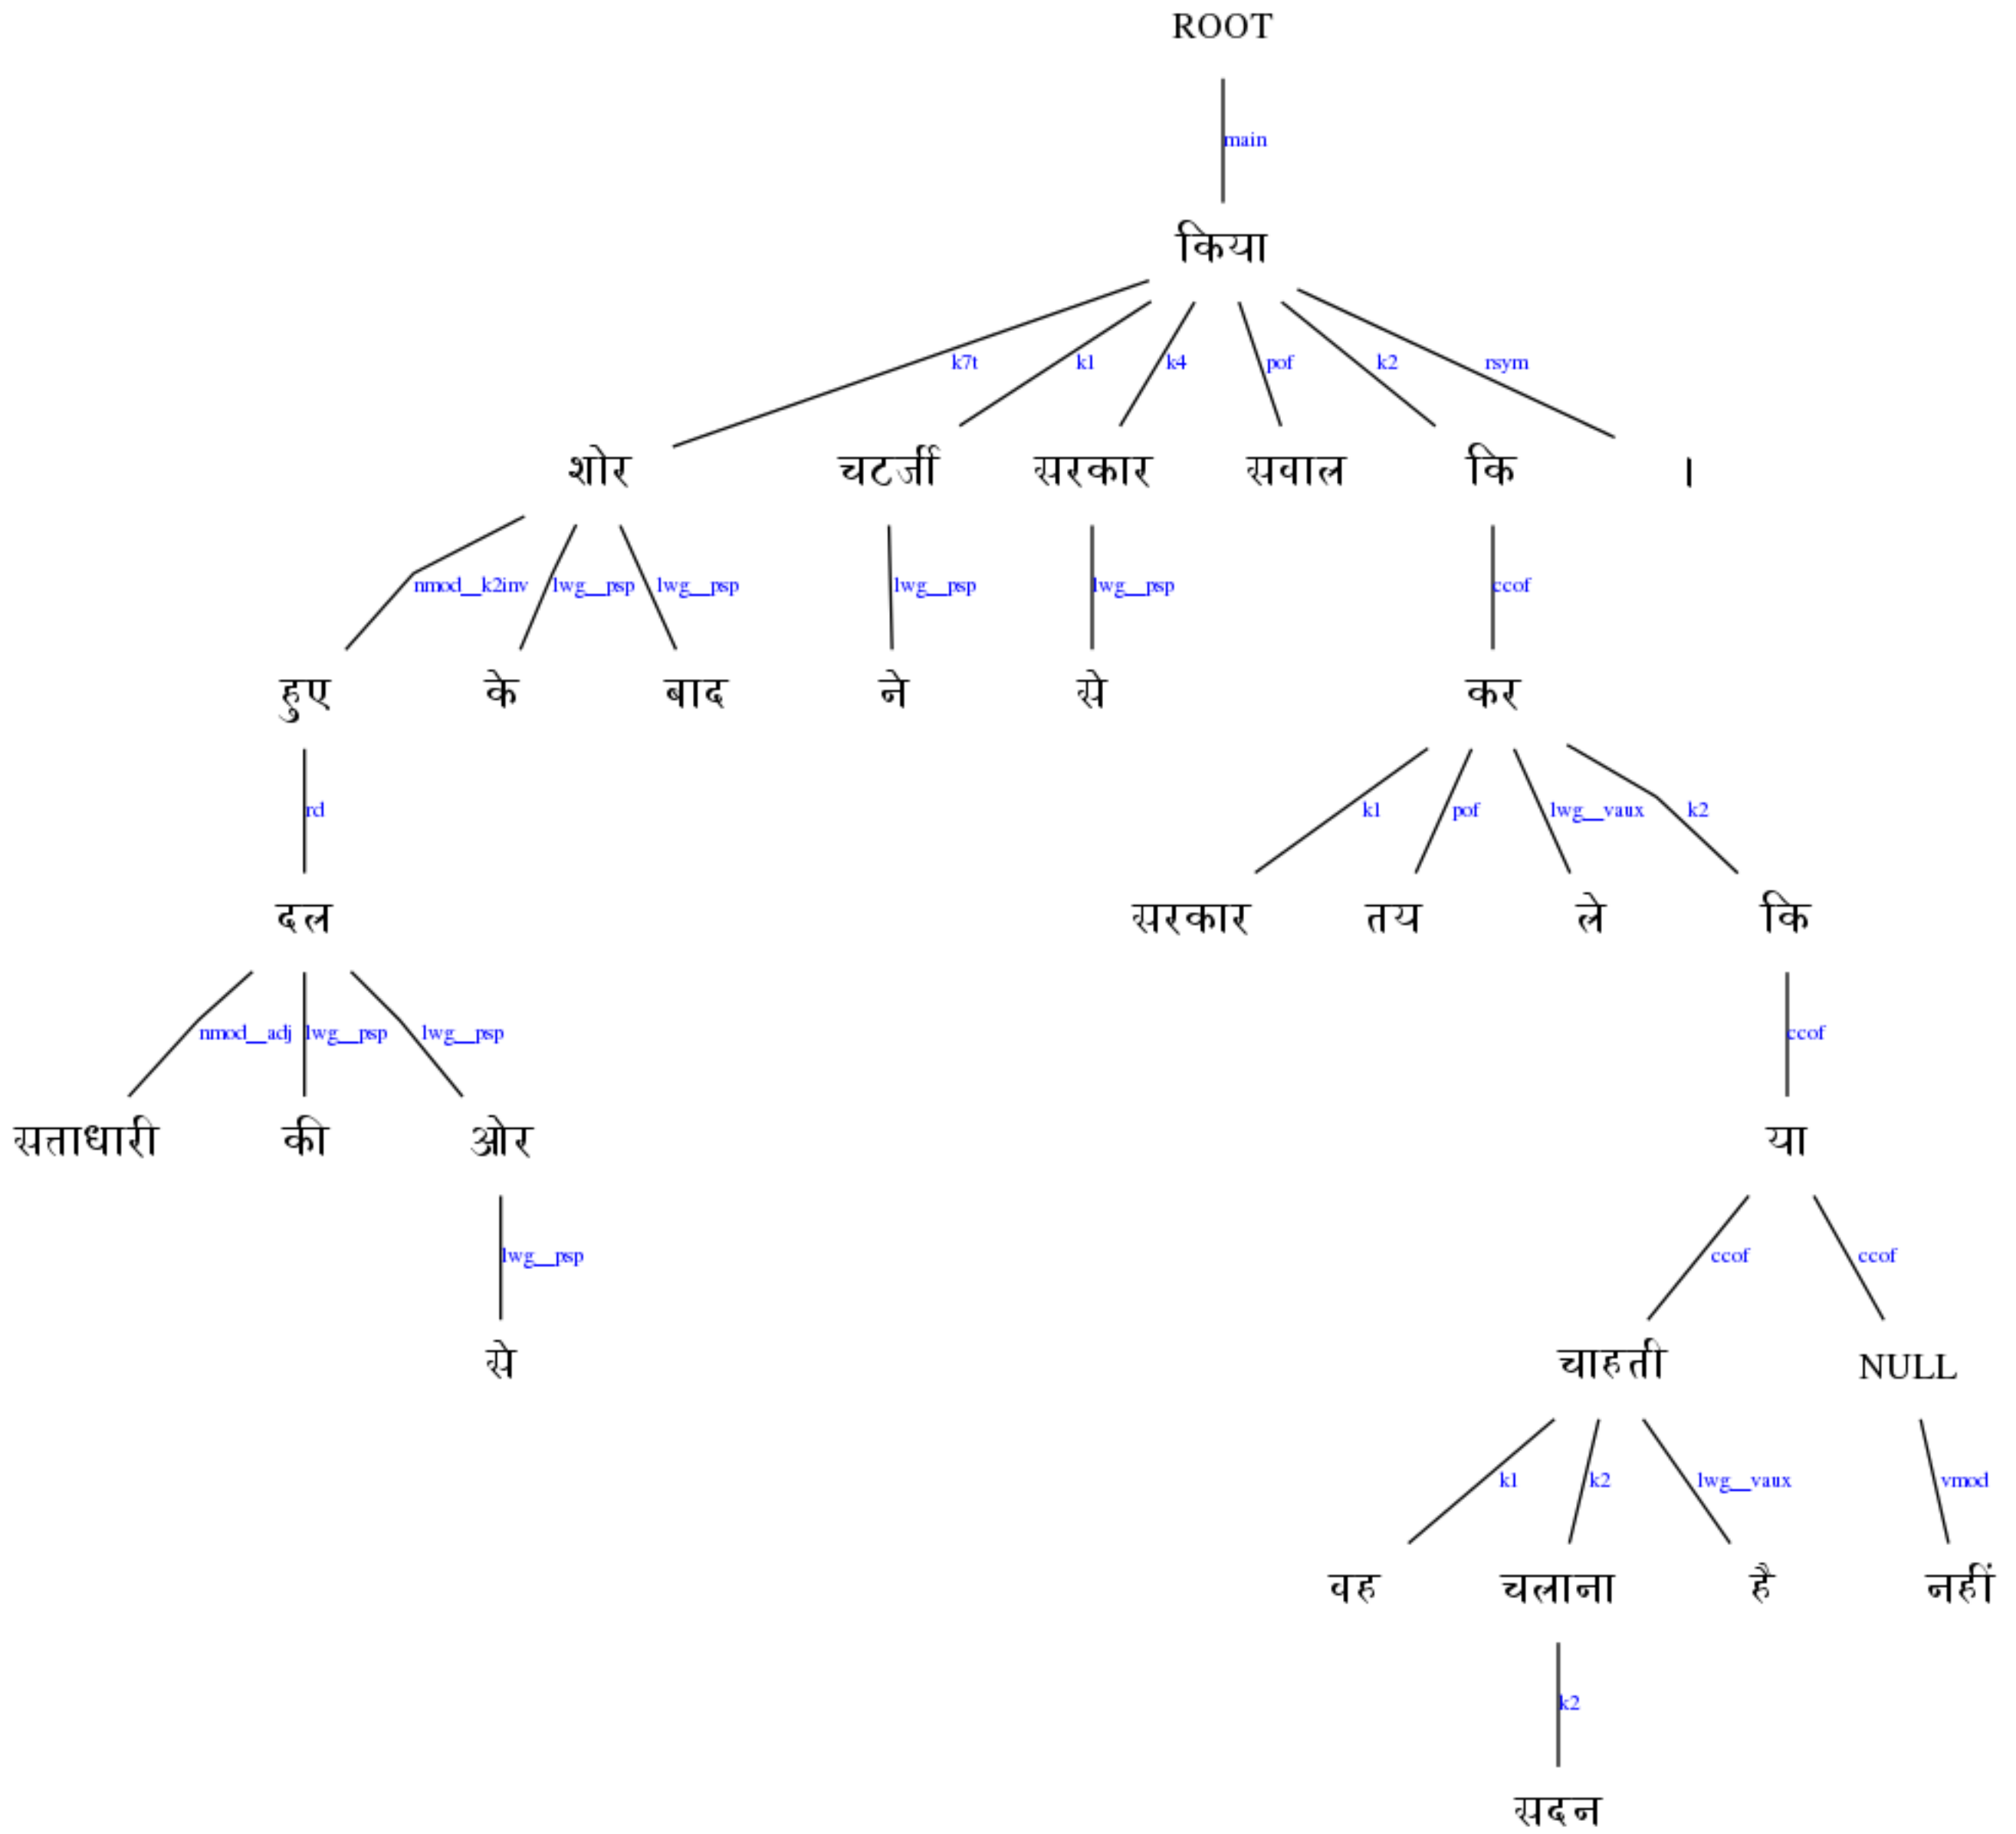 ROOT
main
किया
k7t k1 k4 pof k2 rsym
शोर चटर्जी सरकार सवाल कि ।
nmod__k2inv lwg__psp lwg__psp lwg__psp lwg__psp ccof
हुए के बाद ने से कर
rd k1 pof lwg__vaux k2
दल सरकार तय ले कि
nmod__adj lwg__psp lwg__psp ccof
सत्ताधारी की ओर या
lwg__psp ccof ccof
से चाहती NULL
k1 k2 lwg__vaux vmod
वह चलाना है नहीं
k2
सदन